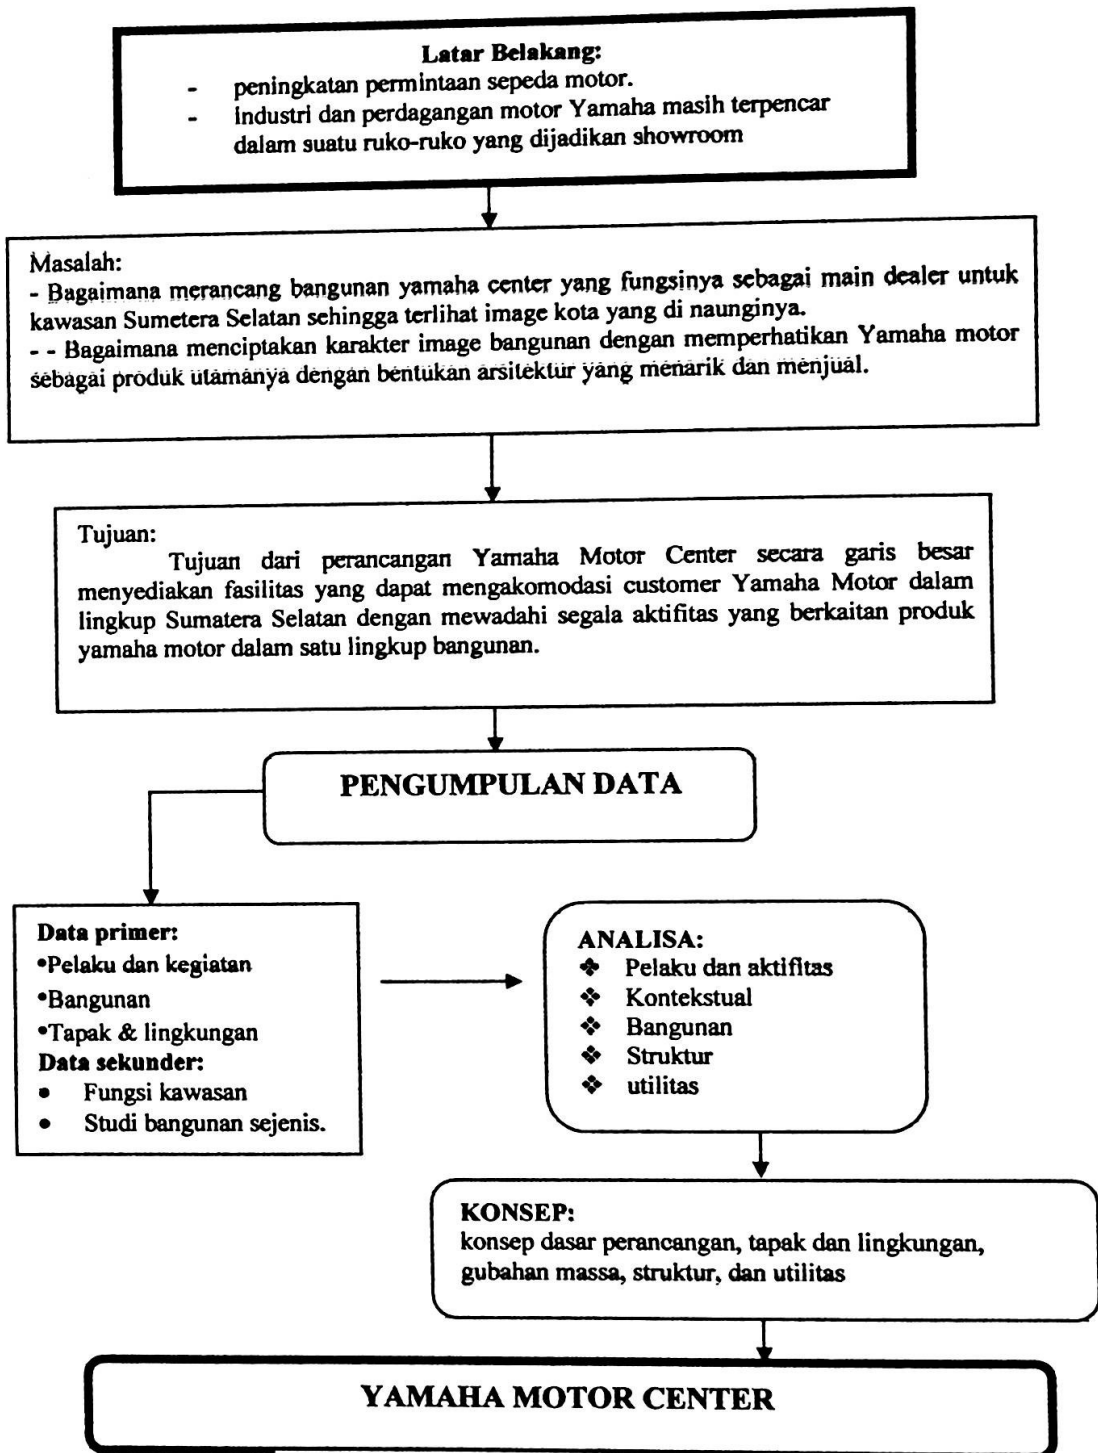 Latar Belakang:
- peningkatan permintaan sepeda motor.
- industri dan perdagangan motor Yamaha masih terpencar
dalam suatu ruko-ruko yang dijadikan showroom
Masalah:
- Bagaimana merancang bangunan yamaha center yang fungsinya sebagai main dealer untuk
kawasan Sumetera Selatan sehingga terlihat image kota yang di naunginya.
- - Bagaimana menciptakan karakter image bangunan dengan memperhatikan Yamaha motor
sebagai produk utamanya dengan bentukan arsitektur yang menarik dan menjual.
Tujuan:
Tujuan dari perancangan Yamaha Motor Center secara garis besar
menyediakan fasilitas yang dapat mengakomodasi customer Yamaha Motor dalam
lingkup Sumatera Selatan dengan mewadahi segala aktifitas yang berkaitan produk
yamaha motor dalam satu lingkup bangunan.
PENGUMPULAN DATA
Data primer:
•Pelaku dan kegiatan
•Bangunan
•Tapak & lingkungan
Data sekunder:
• Fungsi kawasan
• Studi bangunan sejenis.
ANALISA:
❖ Pelaku dan aktifitas
❖ Kontekstual
❖ Bangunan
❖ Struktur
❖ utilitas
KONSEP:
konsep dasar perancangan, tapak dan lingkungan,
gubahan massa, struktur, dan utilitas
YAMAHA MOTOR CENTER